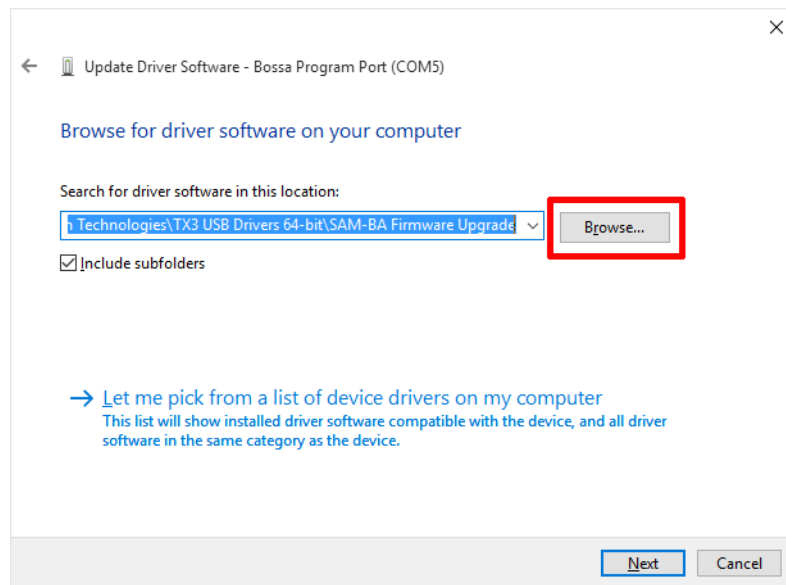 Update Driver Software - Bossa Program Port (COM5)
Browse for driver software on your computer
Search for driver software in this location:
Technologies\TX3 USB Drivers 64-bit\SAM-BA Firmware Upgrade
Browse...
Include subfolders
Let me pick from a list of device drivers on my computer
This list will show installed driver software compatible with the device, and all driver
software in the same category as the device.
Next
Cancel